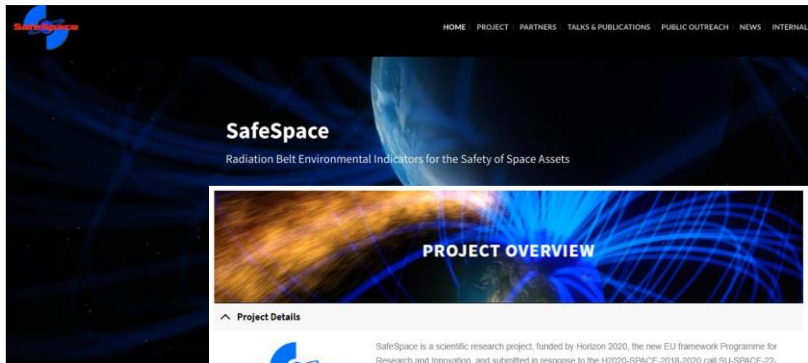 SafeSpace
HOME PROJECT PARTNERS TALKS & PUBLICATIONS PUBLIC OUTREACH NEWS INTERNAL
SafeSpace
Radiation Belt Environmental Indicators for the Safety of Space Assets
PROJECT OVERVIEW
Project Details
SafeSpace is a scientific research project, funded by Horizon 2020, the new EU framework Programme for
Research and Innovation, and submitted in response to the H2020-SPACE-2018-2020 call SU-SPACE-22-